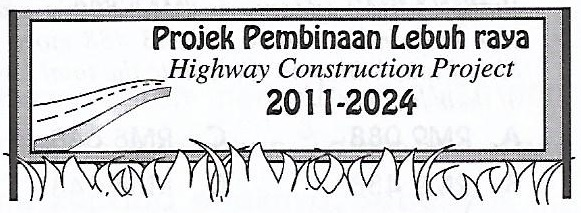 Projek Pembinaan Lebuh raya
Highway Construction Project
2011-2024